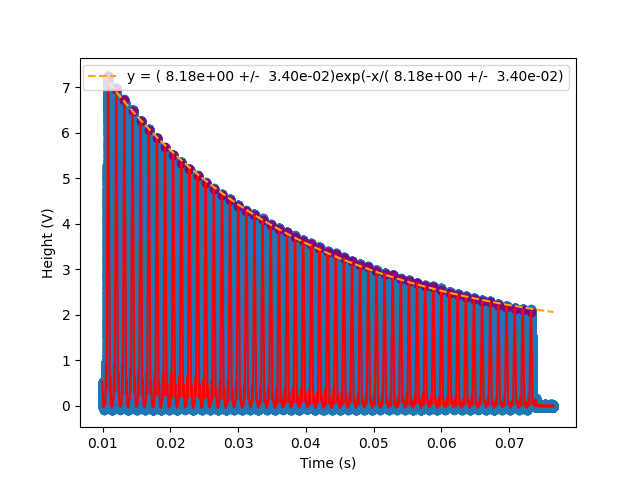 y = ( 8.18e+00 +/-  3.40e-02)exp(-x/( 8.18e+00 +/-  3.40e-02)
7
6
5
4
3
2
1
0
Height (V)
0.01 0.02 0.03 0.04 0.05 0.06 0.07
Time (s)